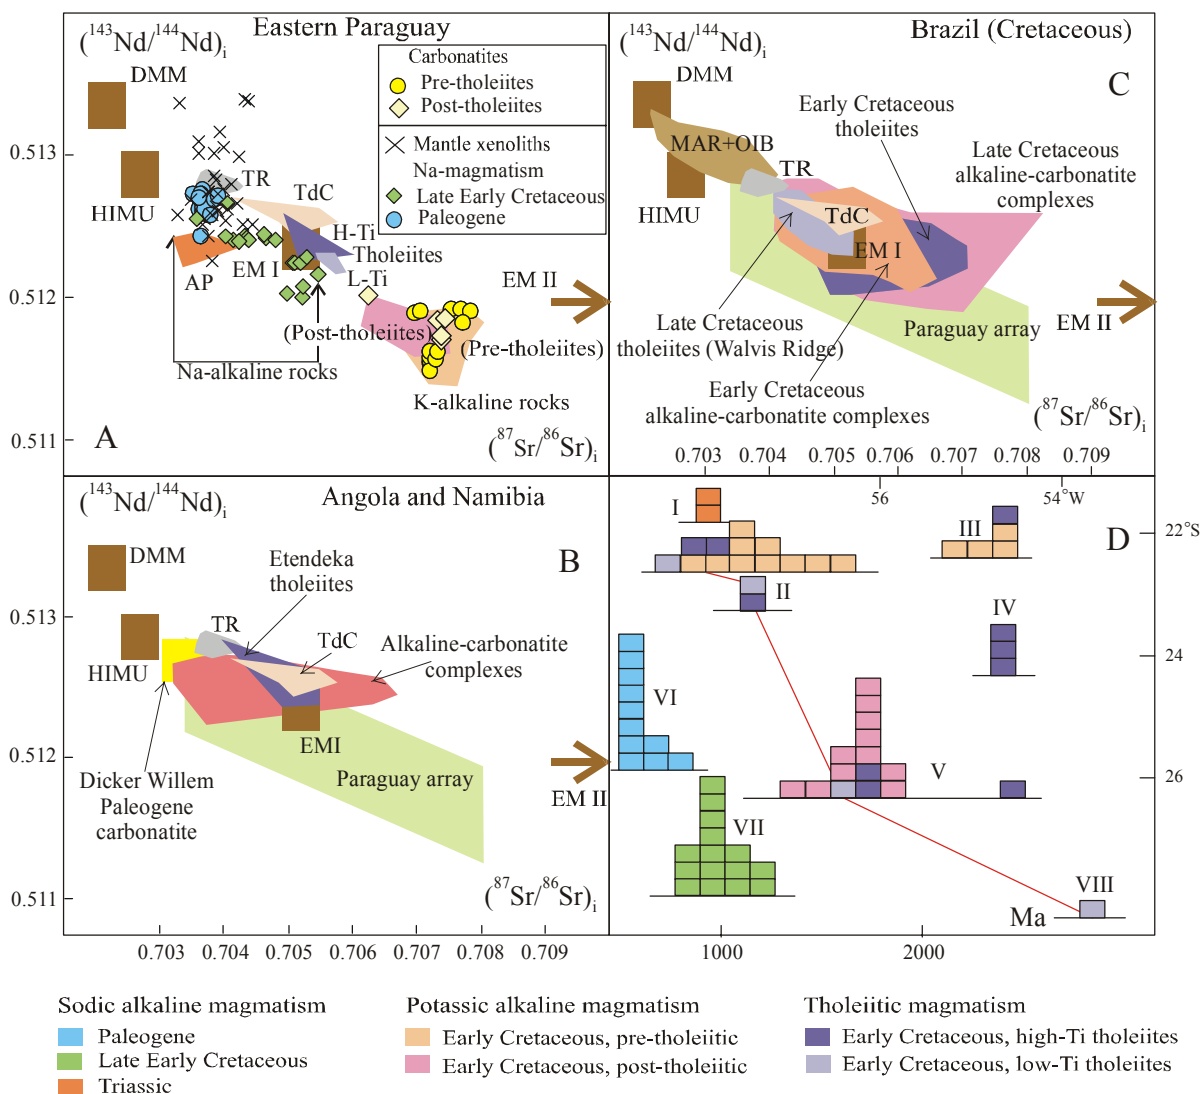 Eastern Paraguay
(¹⁴³Nd/¹⁴⁴Nd)ᵢ
DMM
Carbonatites
Pre-tholeiites
Post-tholeiites
Mantle xenoliths
Na-magmatism
Late Early Cretaceous
Paleogene
0.513
HIMU
TR
TdC
H-Ti
Tholeiites
L-Ti
EM I
AP
EM II
0.512
(Post-tholeiites)
(Pre-tholeiites)
Na-alkaline rocks
K-alkaline rocks
0.511
A
(⁸⁷Sr/⁸⁶Sr)ᵢ
Brazil (Cretaceous)
(¹⁴³Nd/¹⁴⁴Nd)ᵢ
DMM
C
Early Cretaceous
tholeiites
MAR+OIB
Late Cretaceous
alkaline-carbonatite
complexes
TR
HIMU
TdC
EM I
EM II
Late Cretaceous
tholeiites (Walvis Ridge)
Paraguay array
Early Cretaceous
alkaline-carbonatite complexes
(⁸⁷Sr/⁸⁶Sr)ᵢ
0.703 0.704 0.705 0.706 0.707 0.708 0.709
(¹⁴³Nd/¹⁴⁴Nd)ᵢ
Angola and Namibia
DMM
Etendeka
tholeiites
B
0.513
TR
TdC
Alkaline-carbonatite
complexes
HIMU
EMI
0.512
Paraguay array
EM II
Dicker Willem
Paleogene
carbonatite
0.511
(⁸⁷Sr/⁸⁶Sr)ᵢ
0.703 0.704 0.705 0.706 0.707 0.708 0.709
56
54°W
I
III
D
22°S
II
IV
24
VI
V
26
VII
VIII
Ma
1000 2000
Sodic alkaline magmatism
Paleogene
Late Early Cretaceous
Triassic
Potassic alkaline magmatism
Early Cretaceous, pre-tholeiitic
Early Cretaceous, post-tholeiitic
Tholeiitic magmatism
Early Cretaceous, high-Ti tholeiites
Early Cretaceous, low-Ti tholeiites